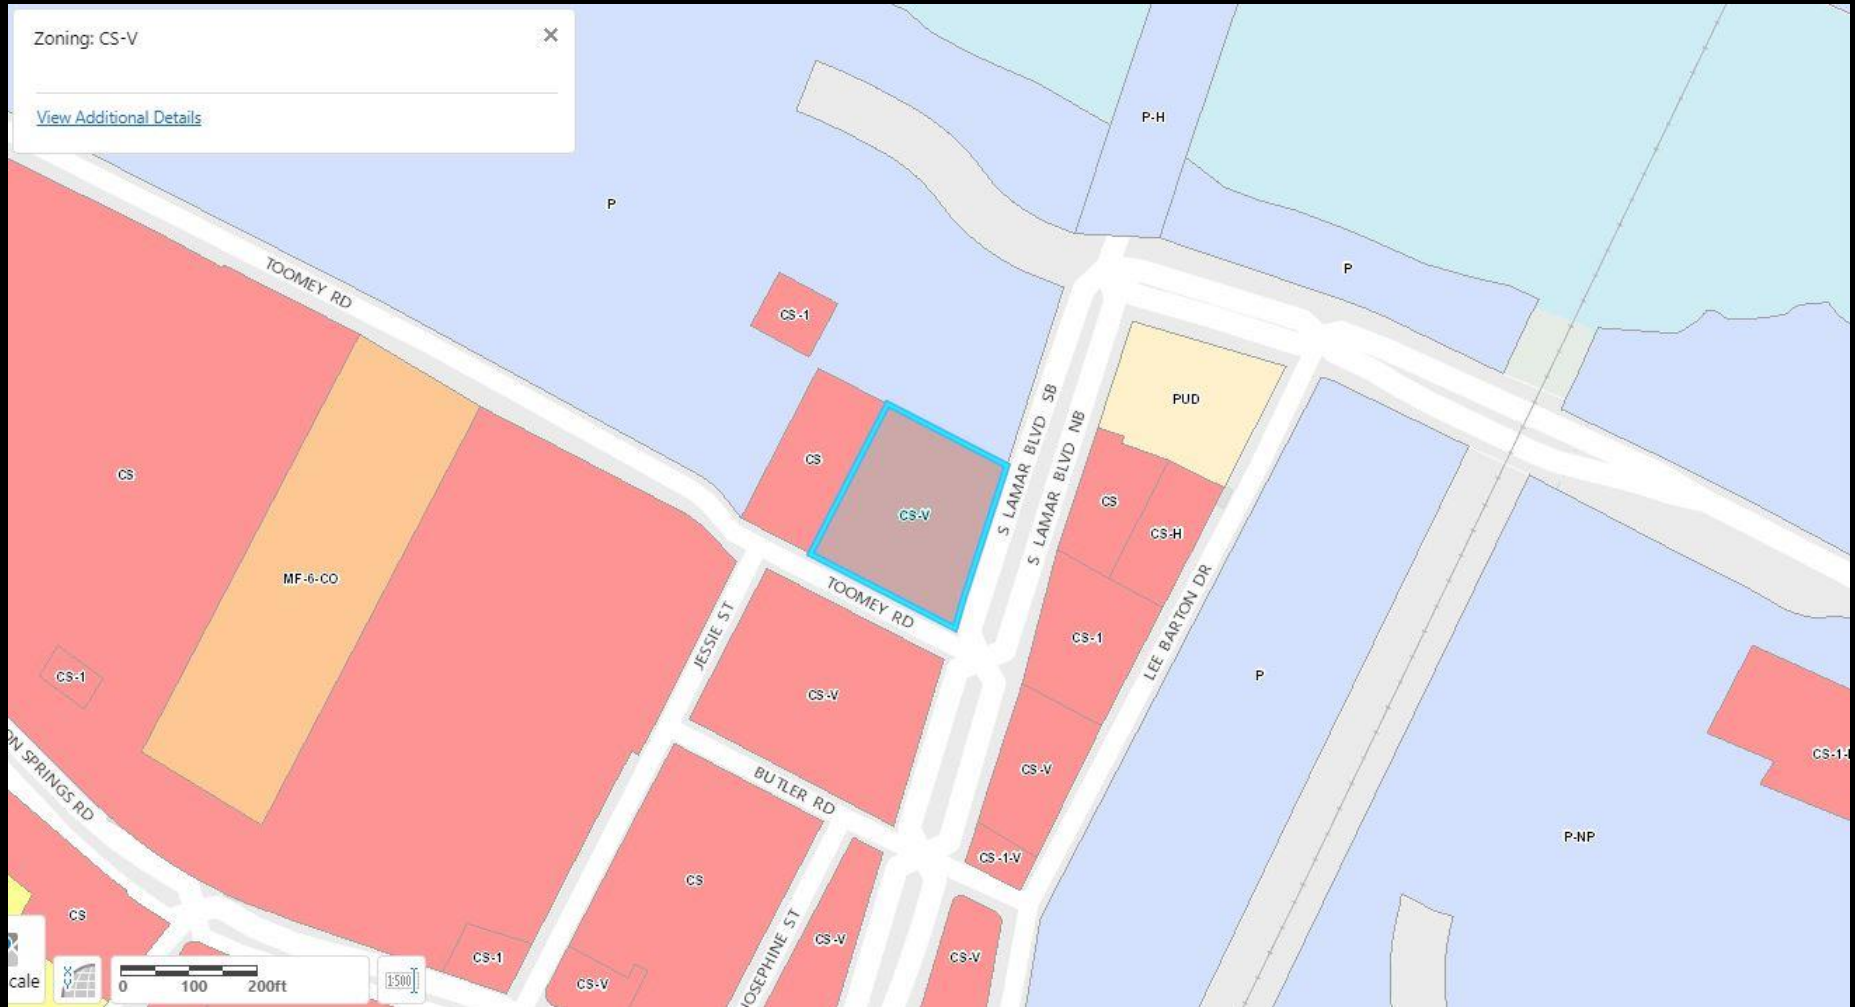 Zoning: CS-V
View Additional Details
P-H
P
P
TOOMEY RD
CS-1
S LAMAR BLVD SB
PUD
S LAMAR BLVD NB
CS
CS
CS
CS-V
CS-H
MF-6-CO
TOOMEY RD
JESSIE ST
LEE BARTON DR
CS-1
CS-1
P
CS-V
CS-V
CS-1-
ON SPRINGS RD
BUTLER RD
P-NP
CS-1-V
CS
CS
CS-V
JOSEPHINE ST
CS-1
CS-V
CS-V
cale
0 100 200ft
1:500